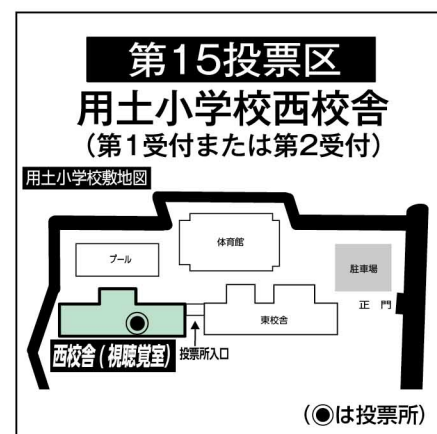 第15投票区
用土小学校西校舎
(第1受付または第2受付)
用土小学校敷地図
体育館
プール
駐車場
正門
東校舎
西校舎(視聴覚室)
投票所入口
(◉は投票所)